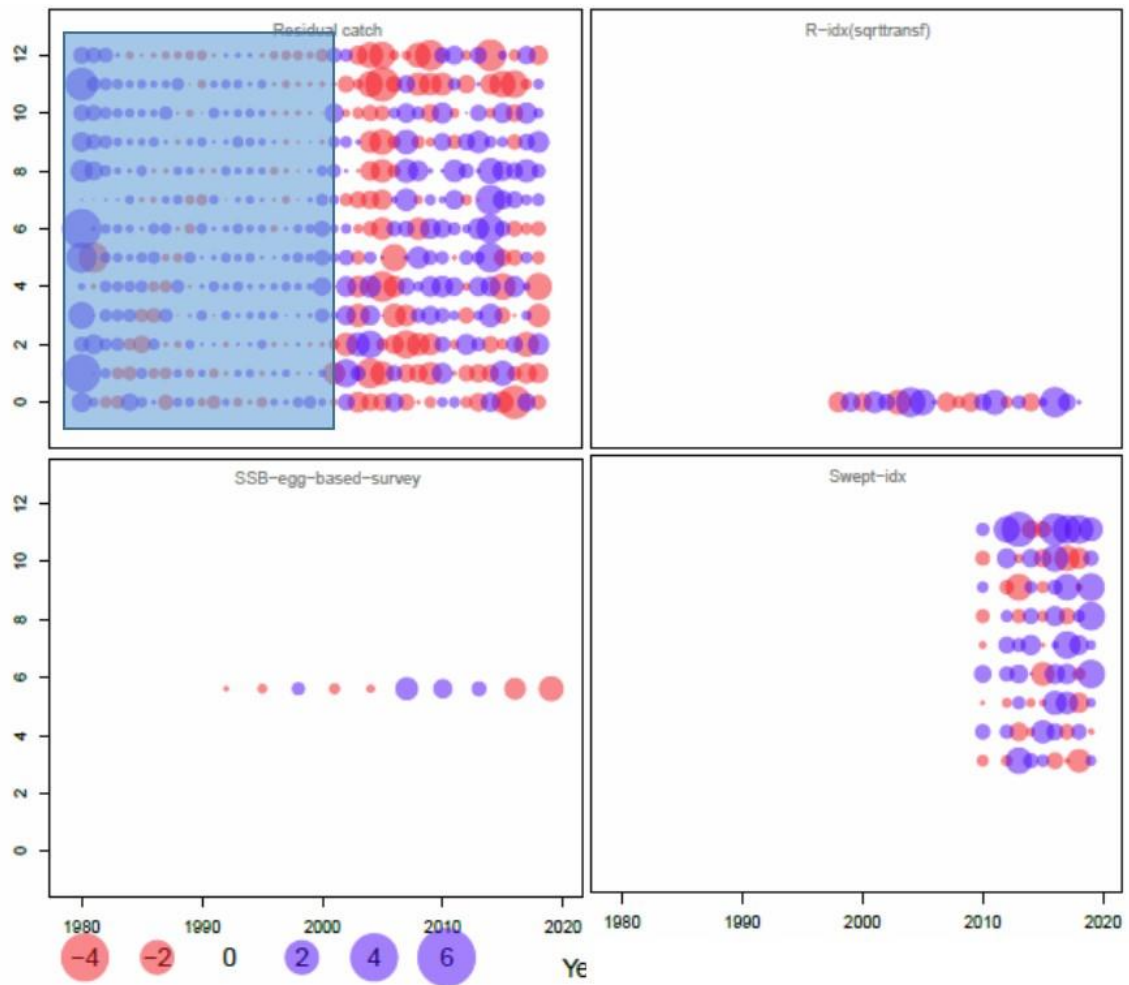 Residual catch
R-idx(sqrttransf)
12
10
8
6
4
2
0
SSB-egg-based-survey
Swept-idx
12
10
8
6
4
2
0
1980 1990 2000 2010 2020
1980 1990 2000 2010 2020
-4 -2 0 2 4 6
Ye